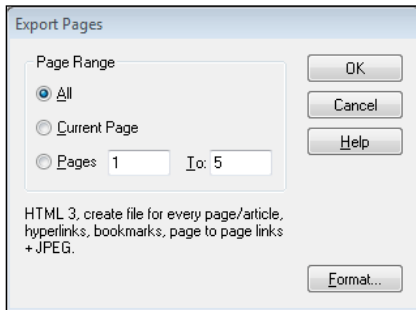 Export Pages
Page Range
All
Current Page
Pages 1 To: 5
OK
Cancel
Help
HTML 3, create file for every page/article,
hyperlinks, bookmarks, page to page links
+ JPEG.
Format...